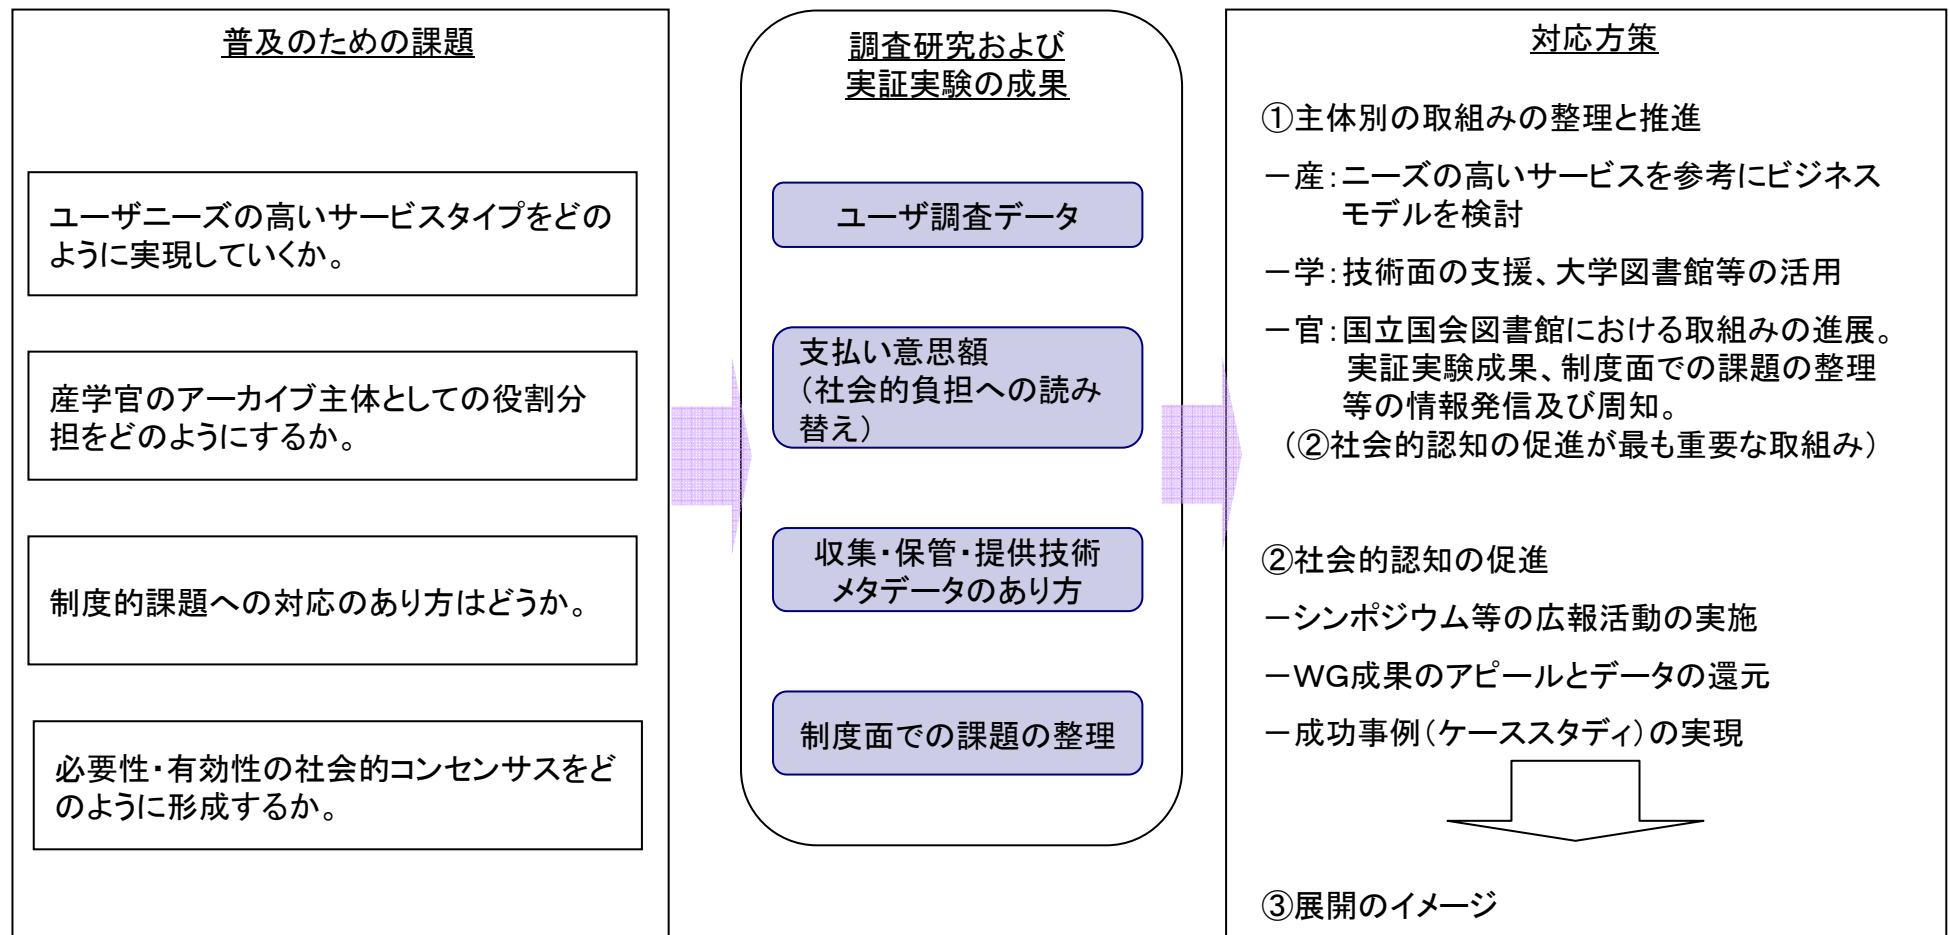 普及のための課題
ユーザニーズの高いサービスタイプをどの
ように実現していくか。
産学官のアーカイブ主体としての役割分
担をどのようにするか。
制度的課題への対応のあり方はどうか。
必要性・有効性の社会的コンセンサスをど
のように形成するか。
調査研究および
実証実験の成果
ユーザ調査データ
支払い意思額
（社会的負担への読み
替え）
収集・保管・提供技術
メタデータのあり方
制度面での課題の整理
対応方策
①主体別の取組みの整理と推進
－産：ニーズの高いサービスを参考にビジネス
モデルを検討
－学：技術面の支援、大学図書館等の活用
－官：国立国会図書館における取組みの進展。
実証実験成果、制度面での課題の整理
等の情報発信及び周知。
（②社会的認知の促進が最も重要な取組み）
②社会的認知の促進
－シンポジウム等の広報活動の実施
－ＷＧ成果のアピールとデータの還元
－成功事例（ケーススタディ）の実現
③展開のイメージ